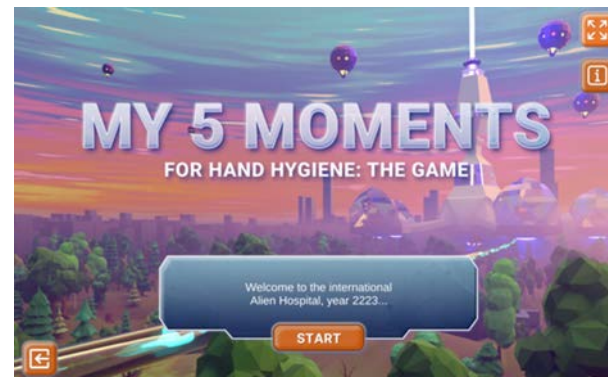 MY 5 MOMENTS
FOR HAND HYGIENE: THE GAME
Welcome to the international
Alien Hospital, year 2223...
START
i